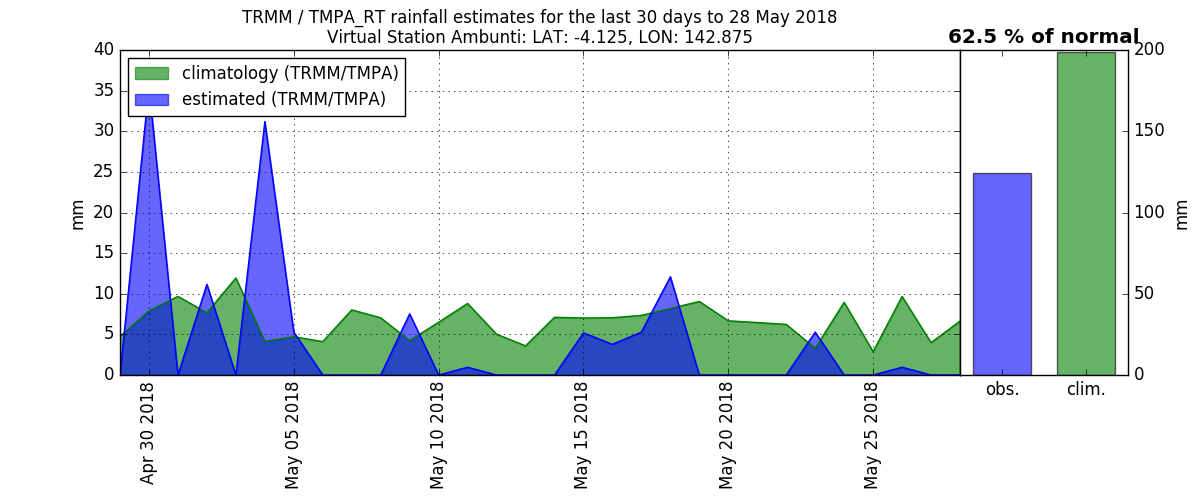 TRMM / TMPA_RT rainfall estimates for the last 30 days to 28 May 2018
Virtual Station Ambunti: LAT: -4.125, LON: 142.875
62.5 % of normal
climatology (TRMM/TMPA)
estimated (TRMM/TMPA)
40
35
30
25
20
15
10
5
0
mm
Apr 30 2018
May 05 2018
May 10 2018
May 15 2018
May 20 2018
May 25 2018
200
150
100
50
0
mm
obs.
clim.